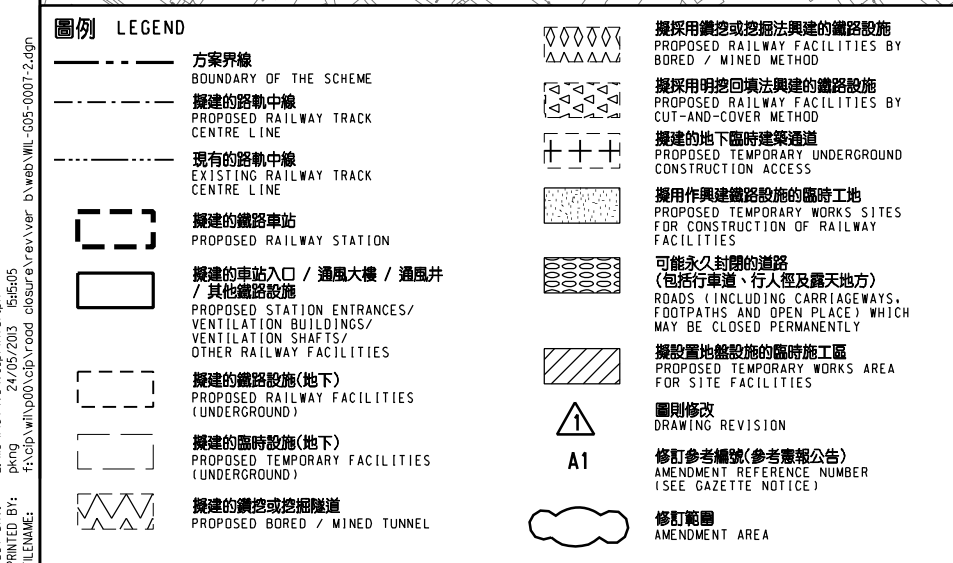 圖例 LEGEND
方案界線
BOUNDARY OF THE SCHEME
擬建的路軌中線
PROPOSED RAILWAY TRACK
CENTRE LINE
現有的路軌中線
EXISTING RAILWAY TRACK
CENTRE LINE
擬建的鐵路車站
PROPOSED RAILWAY STATION
擬建的車站入口 / 通風大樓 / 通風井
/ 其他鐵路設施
PROPOSED STATION ENTRANCES/
VENTILATION BUILDINGS/
VENTILATION SHAFTS/
OTHER RAILWAY FACILITIES
擬建的鐵路設施(地下)
PROPOSED RAILWAY FACILITIES
(UNDERGROUND)
擬建的臨時設施(地下)
PROPOSED TEMPORARY FACILITIES
(UNDERGROUND)
擬建的鑽挖或挖掘隧道
PROPOSED BORED / MINED TUNNEL
擬採用鑽挖或挖掘法興建的鐵路設施
PROPOSED RAILWAY FACILITIES BY
BORED / MINED METHOD
擬採用明挖回填法興建的鐵路設施
PROPOSED RAILWAY FACILITIES BY
CUT-AND-COVER METHOD
擬建的地下臨時建築通道
PROPOSED TEMPORARY UNDERGROUND
CONSTRUCTION ACCESS
擬用作興建鐵路設施的臨時工地
PROPOSED TEMPORARY WORKS SITES
FOR CONSTRUCTION OF RAILWAY
FACILITIES
可能永久封閉的道路
(包括行車道、行人徑及露天地方)
ROADS (INCLUDING CARRIAGEWAYS,
FOOTPATHS AND OPEN PLACE) WHICH
MAY BE CLOSED PERMANENTLY
擬設置地盤設施的臨時施工區
PROPOSED TEMPORARY WORKS AREA
FOR SITE FACILITIES
1
圖則修改
DRAWING REVISION
A1
修訂參考編號(參考憲報公告)
AMENDMENT REFERENCE NUMBER
(SEE GAZETTE NOTICE)
修訂範圍
AMENDMENT AREA
PRINTED BY: pkng 24/05/2013 15:15:05
FILENAME: f:\cip\wil\p00\cip\road closure\rev\ver b\web\WIL-G05-0007-2.dgn